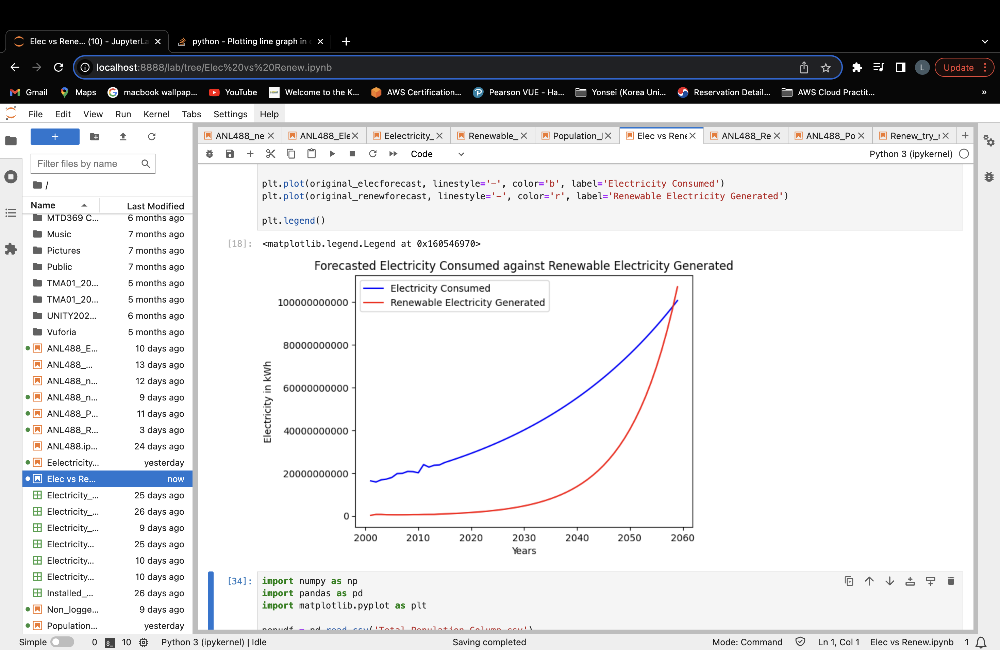 Elec vs Rene... (10) - JupyterLa
python - Plotting line graph in
localhost:8888/lab/tree/Elec%20vs%20Renew.ipynb
L
Update
Gmail
Maps
macbook wallpap...
YouTube
Welcome to the K...
AWS Certification...
Pearson VUE - Ha...
Yonsei (Korea Uni...
Reservation Detail...
AWS Cloud Practit...
»
File Edit View Run Kernel Tabs Settings Help
+
Filter files by name
/
Name Last Modified
MTD369 C... 6 months ago
Music 7 months ago
Pictures 7 months ago
Public 7 months ago
TMA01_20... 5 months ago
TMA01_20... 5 months ago
UNITY202... 6 months ago
Vuforia 5 months ago
ANL488_E... 10 days ago
ANL488_... 13 days ago
ANL488_n... 12 days ago
ANL488_n... 9 days ago
ANL488_P... 11 days ago
ANL488_R... 3 days ago
ANL488.ip... 24 days ago
Eelectricity... yesterday
Elec vs Re... now
Electricity_... 25 days ago
Electricity_... 26 days ago
Electricity_... 9 days ago
Electricity... 25 days ago
Electricity... 10 days ago
Electricity... 10 days ago
Installed_... 26 days ago
Non_logge... 9 days ago
Population... yesterday
ANL488_ne
ANL488_Ele
Eelectricity_
Renewable_
Population_
Elec vs Rene
ANL488_Re
ANL488_Po
Renew_try_r
Code
Python 3 (ipykernel)
plt.plot(original_elecforecast, linestyle='-', color='b', label='Electricity Consumed')
plt.plot(original_renewforecast, linestyle='-', color='r', label='Renewable Electricity Generated')
plt.legend()
[18]: <matplotlib.legend.Legend at 0x160546970>
Forecasted Electricity Consumed against Renewable Electricity Generated
Electricity Consumed
Renewable Electricity Generated
100000000000
80000000000
60000000000
40000000000
20000000000
0
Electricity in kWh
2000 2010 2020 2030 2040 2050 2060
Years
[34]: import numpy as np
import pandas as pd
import matplotlib.pyplot as plt
popudf = pd.read_csv('Total Population Column.csv')
Simple 0 $_ 10 Python 3 (ipykernel) | Idle Saving completed Mode: Command Ln 1, Col 1 Elec vs Renew.ipynb 1